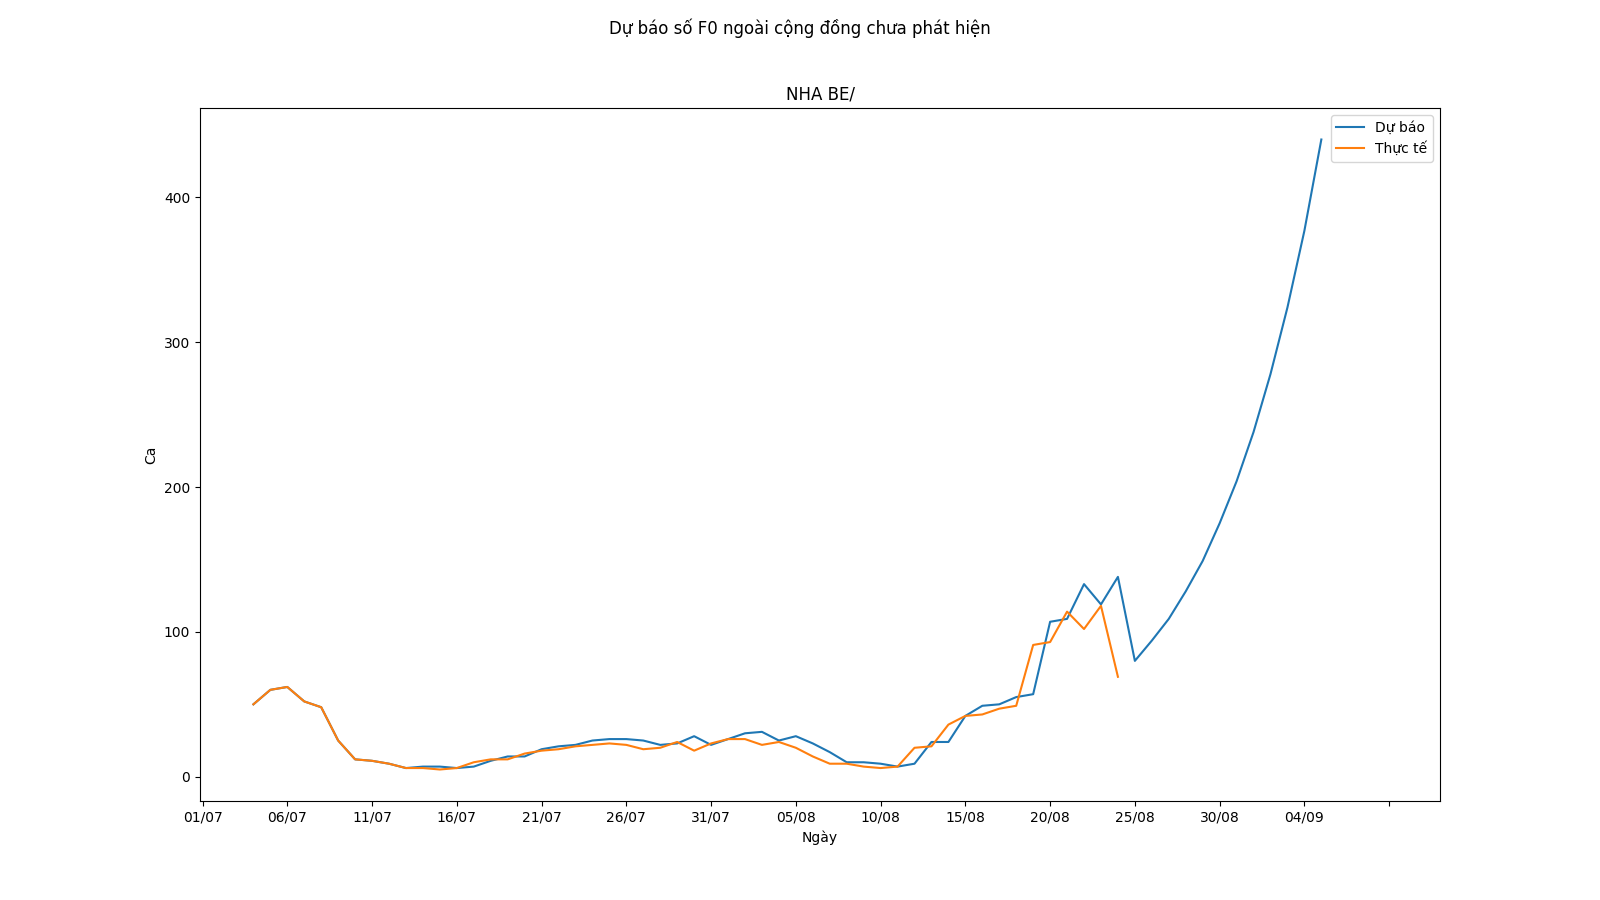 Dự báo số F0 ngoài cộng đồng chưa phát hiện
NHA BE/
Dự báo
Thực tế
400
300
200
100
0
Ca
01/07 06/07 11/07 16/07 21/07 26/07 31/07 05/08 10/08 15/08 20/08 25/08 30/08 04/09
Ngày